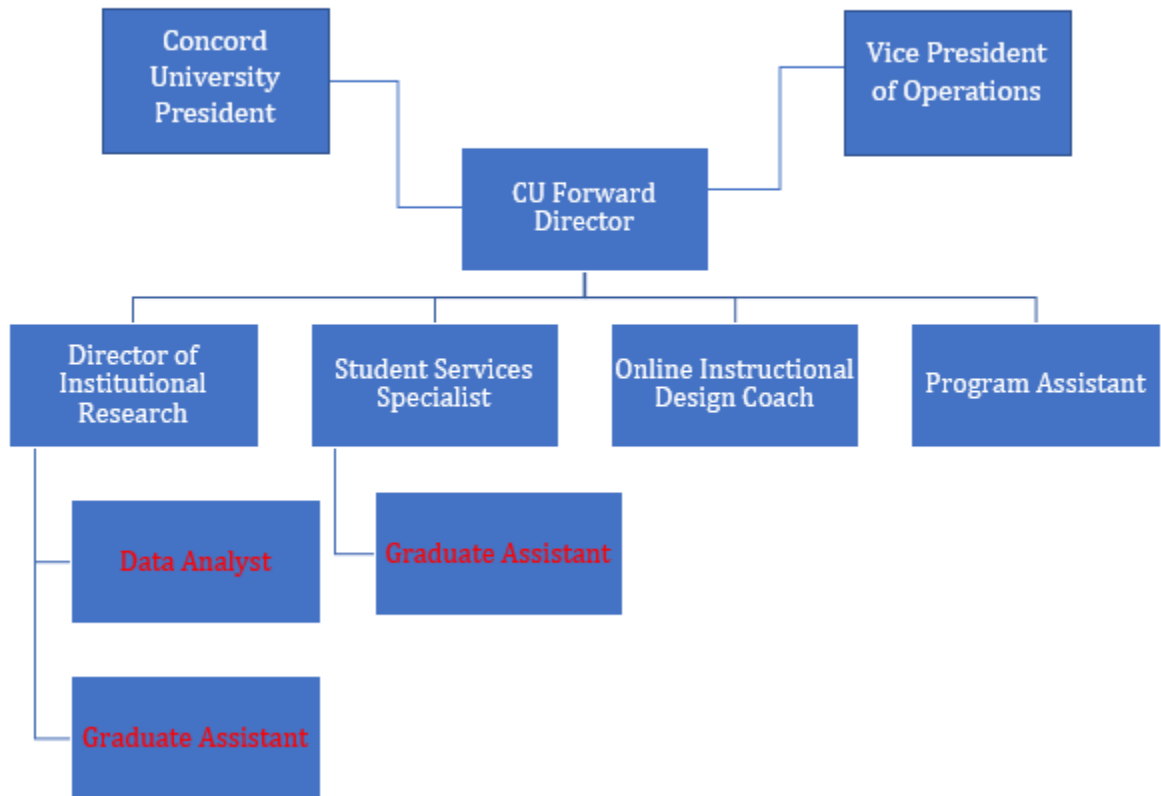 Concord
University
President
Vice President
of Operations
CU Forward
Director
Director of
Institutional
Research
Student Services
Specialist
Online Instructional
Design Coach
Program Assistant
Data Analyst
Graduate Assistant
Graduate Assistant